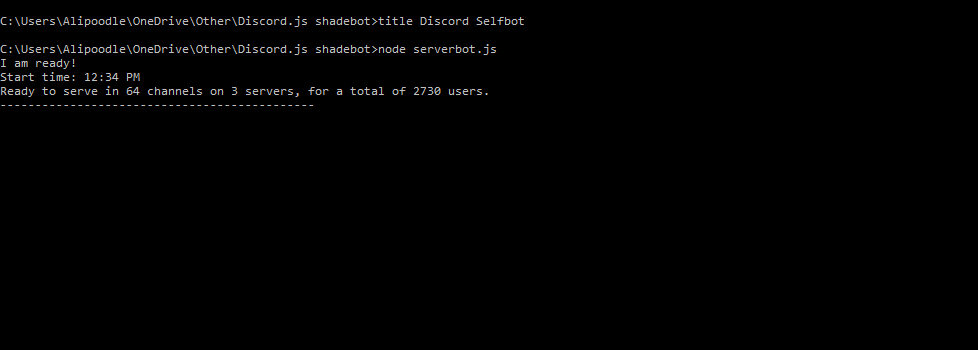 C:\Users\Alipoodle\OneDrive\Other\Discord.js shadebot>title Discord Selfbot
C:\Users\Alipoodle\OneDrive\Other\Discord.js shadebot>node serverbot.js
I am ready!
Start time: 12:34 PM
Ready to serve in 64 channels on 3 servers, for a total of 2730 users.
---------------------------------------------